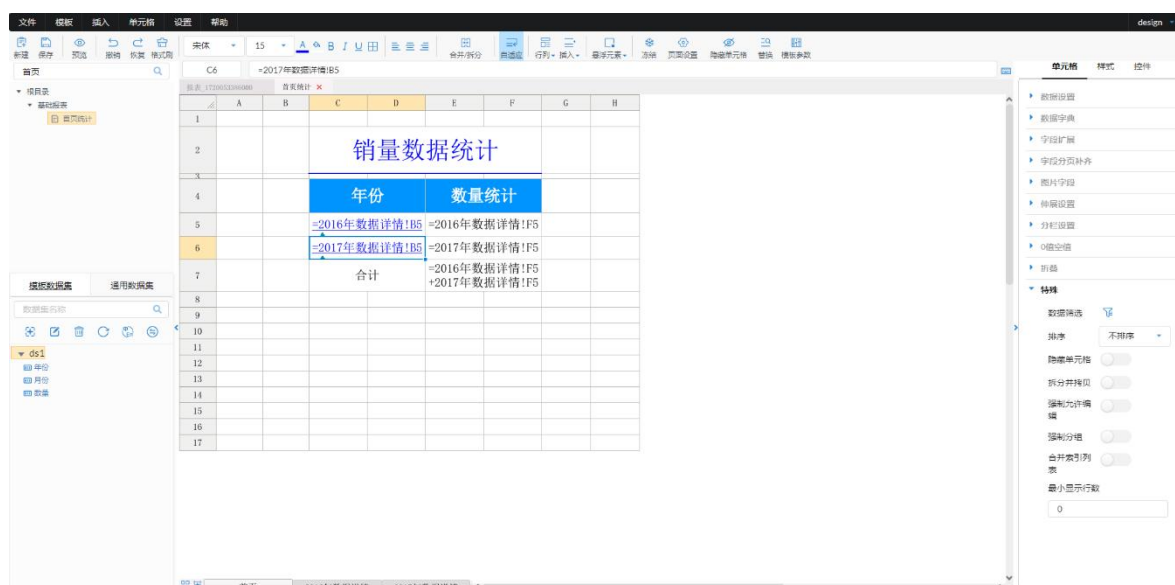 文件 模板 插入 单元格 设置 帮助 design
新建 保存 预览 撤销 恢复 格式刷 宋体 15 A B I U 合并/拆分 自适应 行列 插入 悬浮元素 冻结 页面设置 隐藏单元格 替换 模板参数
首页 C6 =2017年数据详情!B5 单元格 样式 控件
首页统计 ×
根目录
基础报表
首页统计
A B C D E F G H
1
2 销量数据统计
3
4 年份 数量统计
5 =2016年数据详情!B5 =2016年数据详情!F5
6 =2017年数据详情!B5 =2017年数据详情!F5
7 合计 =2016年数据详情!F5
+2017年数据详情!F5
8
9
10
11
12
13
14
15
16
17
模板数据集 通用数据集
数据集名称
ds1
年份
月份
数量
数据设置
数据字典
字段扩展
字段分页补齐
图片字段
伸展设置
分栏设置
0值空值
折叠
特殊
数据筛选
排序 不排序
隐藏单元格
拆分并拷贝
强制允许编辑
强制分组
合并索引列表
最小显示行数
0